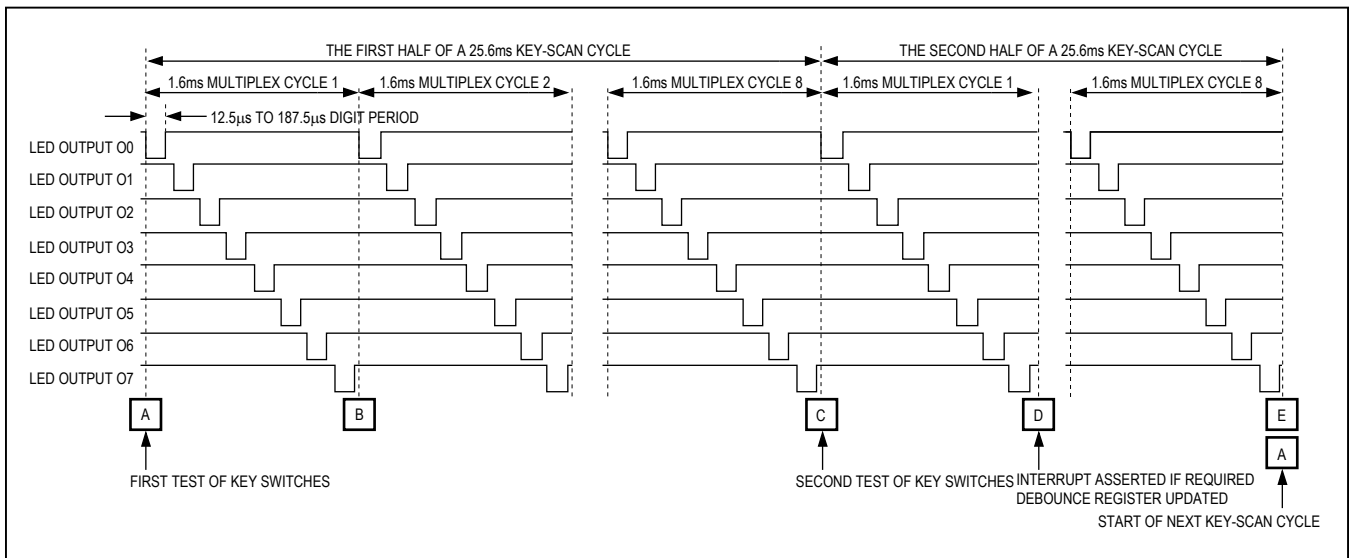 THE FIRST HALF OF A 25.6ms KEY-SCAN CYCLE
THE SECOND HALF OF A 25.6ms KEY-SCAN CYCLE
1.6ms MULTIPLEX CYCLE 1
1.6ms MULTIPLEX CYCLE 2
1.6ms MULTIPLEX CYCLE 8
1.6ms MULTIPLEX CYCLE 1
1.6ms MULTIPLEX CYCLE 8
12.5μs TO 187.5μs DIGIT PERIOD
LED OUTPUT O0
LED OUTPUT O1
LED OUTPUT O2
LED OUTPUT O3
LED OUTPUT O4
LED OUTPUT O5
LED OUTPUT O6
LED OUTPUT O7
A
B
C
D
E
A
FIRST TEST OF KEY SWITCHES
SECOND TEST OF KEY SWITCHES
INTERRUPT ASSERTED IF REQUIRED
DEBOUNCE REGISTER UPDATED
START OF NEXT KEY-SCAN CYCLE